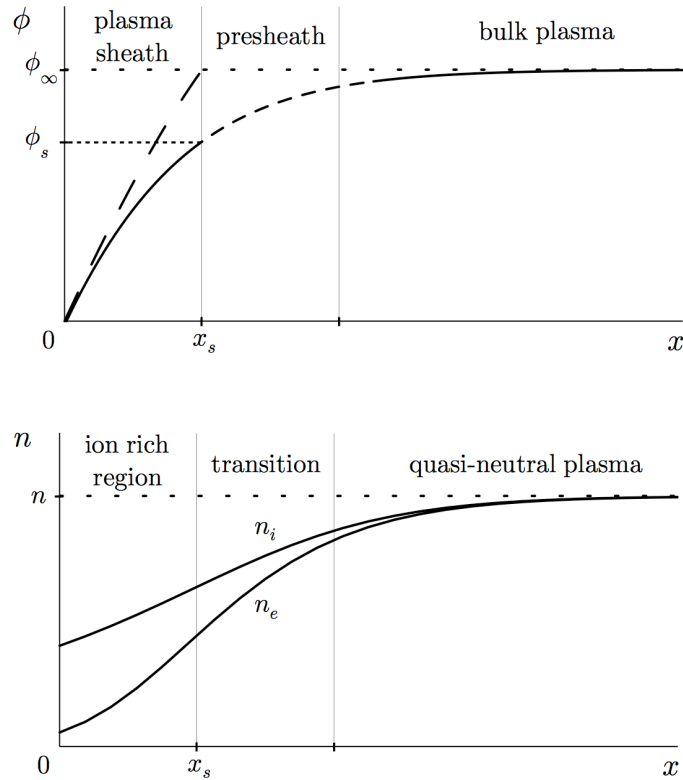 ϕ
plasma
sheath
presheath
bulk plasma
ϕ∞
ϕs
0
xs
x
n
ion rich
region
transition
quasi-neutral plasma
n
ni
ne
0
xs
x